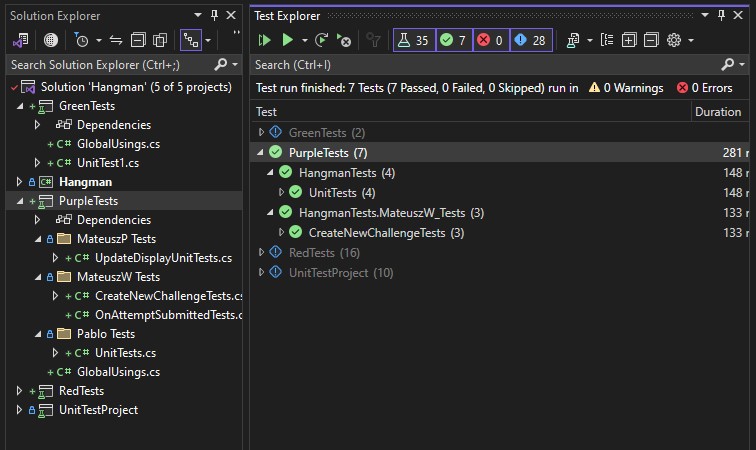 Solution Explorer
Search Solution Explorer (Ctrl+;)
Solution 'Hangman' (5 of 5 projects)
GreenTests
Dependencies
C# GlobalUsings.cs
C# UnitTest1.cs
C# Hangman
PurpleTests
Dependencies
MateuszP Tests
C# UpdateDisplayUnitTests.cs
MateuszW Tests
C# CreateNewChallengeTests.cs
C# OnAttemptSubmittedTests.c
Pablo Tests
C# UnitTests.cs
C# GlobalUsings.cs
RedTests
UnitTestProject
Test Explorer
35 7 0 28
Search (Ctrl+I)
Test run finished: 7 Tests (7 Passed, 0 Failed, 0 Skipped) run in 0 Warnings 0 Errors
Test Duration
GreenTests (2)
PurpleTests (7) 281 m
HangmanTests (4) 148 m
UnitTests (4) 148 m
HangmanTests.MateuszW_Tests (3) 133 m
CreateNewChallengeTests (3) 133 m
RedTests (16)
UnitTestProject (10)